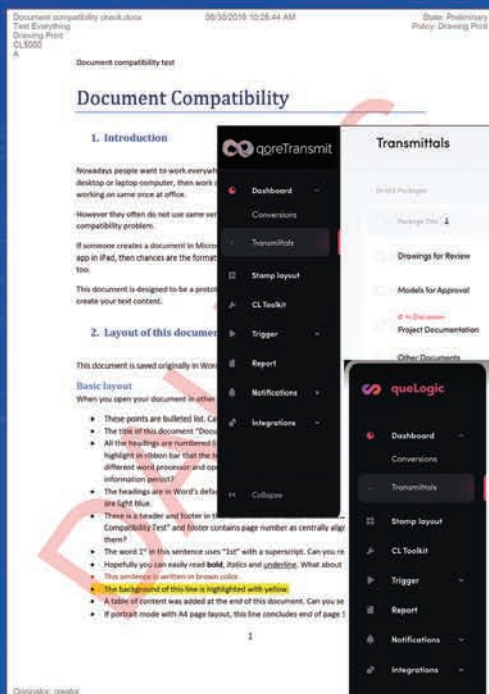 Document compatibility check.docx
Test Everything
Drawing Print
CL5000
A
08/30/2019 10:26:44 AM
State: Preliminary
Policy: Drawing Print
Document compatibility test
Document Compatibility
1. Introduction
Nowadays people want to work everywh
desktop or laptop computer, then work o
working on same once at office.
However they often do not use same ver
compatibility problem.
If someone creates a document in Micros
app in iPad, then chances are the format
too.
This document is designed to be a protot
create your text content.
2. Layout of this documen
This document is saved originally in Word
Basic layout
When you open your document in other
These points are bulleted list. Ca
The title of this document "Docu
All the headings are numbered li
highlight in ribbon bar that the t
different word processor and ope
information persist?
The headings are in Word's defau
are light blue.
There is a header and footer in th
Compatibility Test" and footer contains page number as centrally alig
them?
The word 1st in this sentence uses "1st" with a superscript. Can you re
Hopefully you can easily read bold, italics and underline. What about
This sentence is written in brown color.
The background of this line is highlighted with yellow.
A table of content was added at the end of this document. Can you se
If portrait mode with A4 page layout, this line concludes end of page 1
1
Originator: creator
qoreTransmit
Dashboard
Conversions
Transmittals
Stamp layout
CL Toolkit
Trigger
Report
Notifications
Integrations
Collapse
Transmittals
Package Title
Drawings for Review
Models for Approval
In Discussion
Project Documentation
Other Documents
queLogic
Dashboard
Conversions
Transmittals
Stamp layout
CL Toolkit
Trigger
Report
Notifications
Integrations